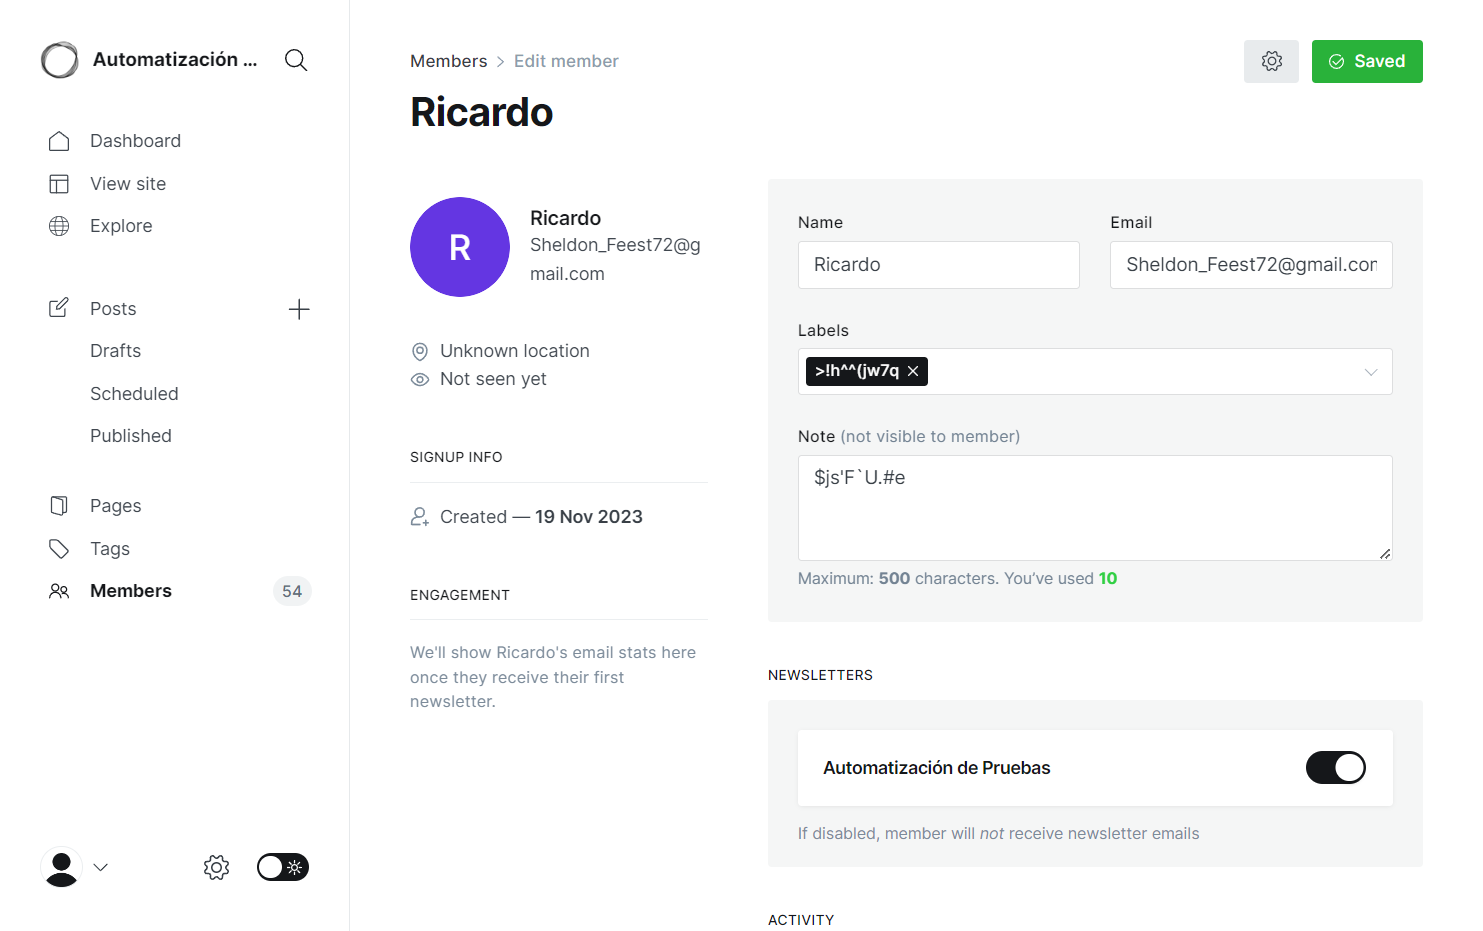 Automatización ...
Dashboard
View site
Explore
Posts
Drafts
Scheduled
Published
Pages
Tags
Members 54
Members > Edit member
Saved
Ricardo
R
Ricardo
Sheldon_Feest72@g
mail.com
Unknown location
Not seen yet
SIGNUP INFO
Created — 19 Nov 2023
ENGAGEMENT
We'll show Ricardo's email stats here
once they receive their first
newsletter.
Name Email
Ricardo Sheldon_Feest72@gmail.com
Labels
>!h^^(jw7q
Note (not visible to member)
$js'F`U.#e
Maximum: 500 characters. You've used 10
NEWSLETTERS
Automatización de Pruebas
If disabled, member will not receive newsletter emails
ACTIVITY